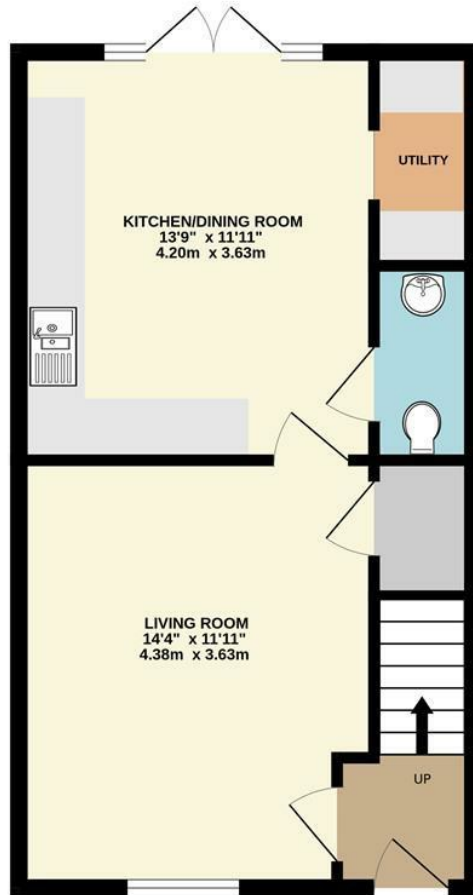 UTILITY
KITCHEN/DINING ROOM
13'9" x 11'11"
4.20m x 3.63m
LIVING ROOM
14'4" x 11'11"
4.38m x 3.63m
UP